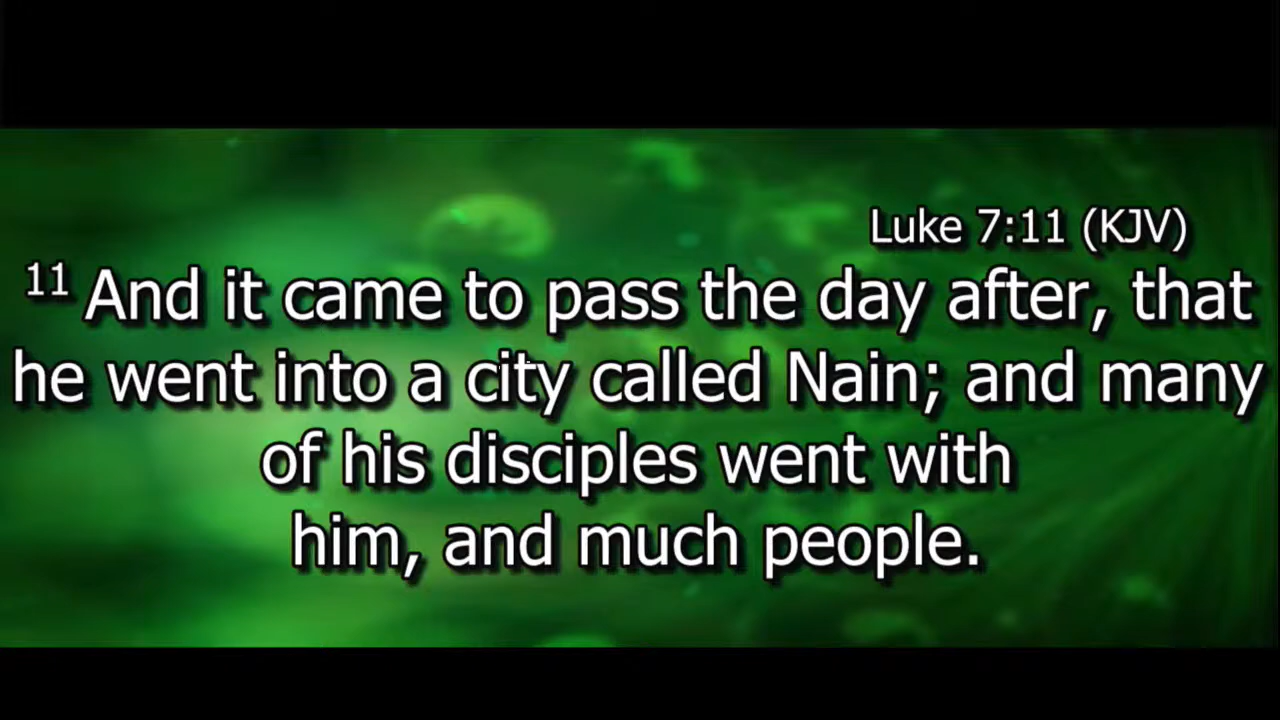 Luke 7:11 (KJV)
11 And it came to pass the day after, that
he went into a city called Nain; and many
of his disciples went with
him, and much people.